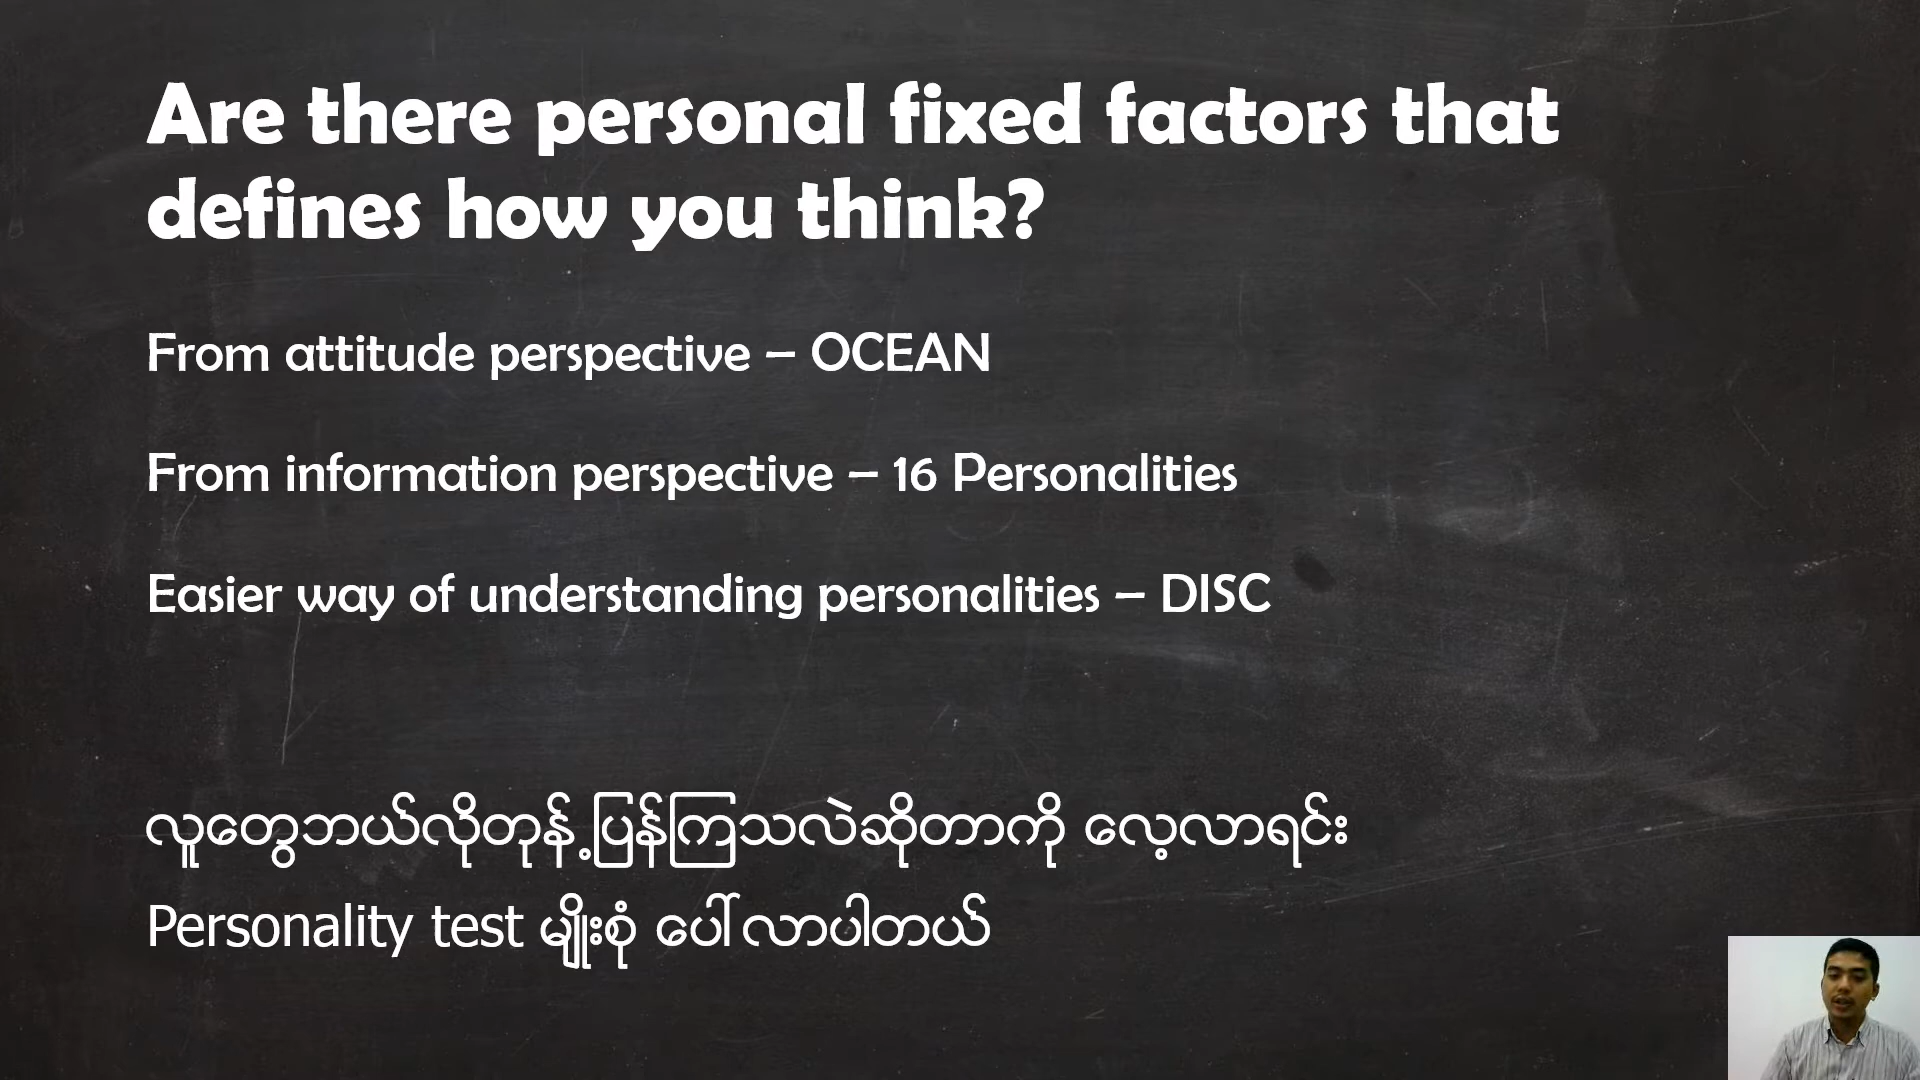 Are there personal fixed factors that
defines how you think?
From attitude perspective – OCEAN
From information perspective – 16 Personalities
Easier way of understanding personalities – DISC
လူတွေဘယ်လိုတုန့်ပြန်ကြသလဲဆိုတာကို လေ့လာရင်း
Personality test မျိုးစုံ ပေါ်လာပါတယ်